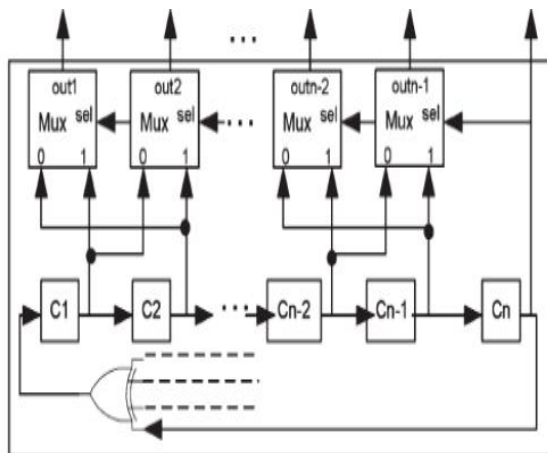 ...
out1 out2 outn-2 outn-1
Mux sel Mux sel ... Mux sel Mux sel
0 1 0 1 0 1 0 1
C1 C2 ... Cn-2 Cn-1 Cn